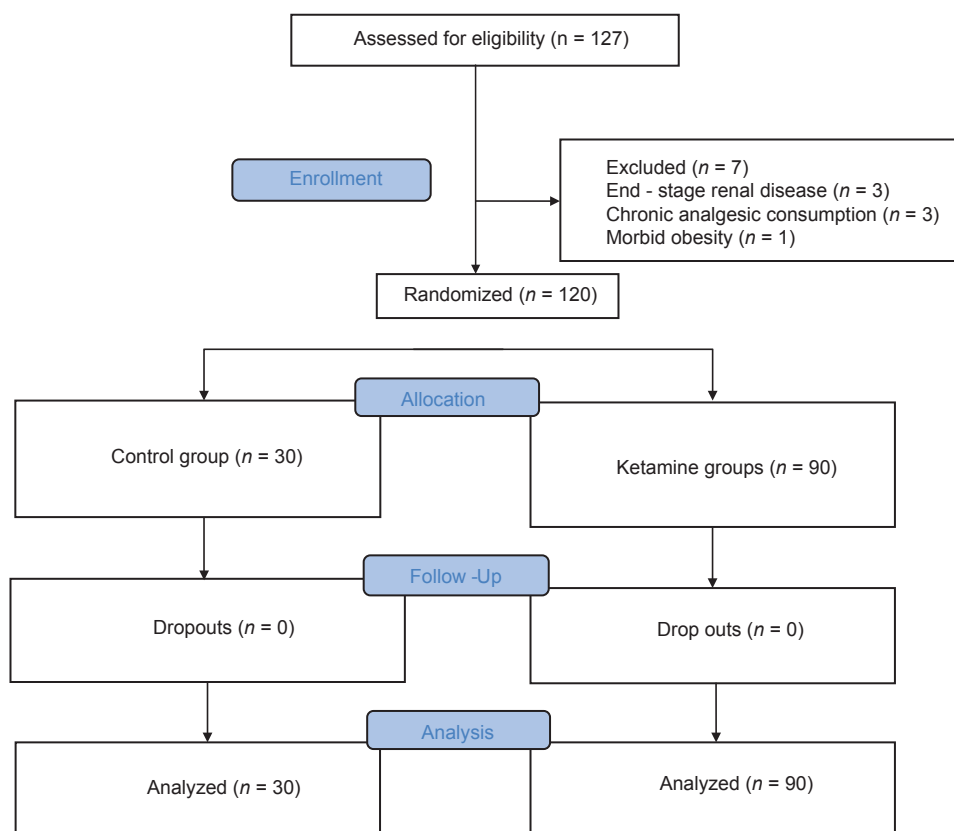 Assessed for eligibility (n = 127)
Enrollment
Excluded (n = 7)
End - stage renal disease (n = 3)
Chronic analgesic consumption (n = 3)
Morbid obesity (n = 1)
Randomized (n = 120)
Allocation
Control group (n = 30)
Ketamine groups (n = 90)
Follow -Up
Dropouts (n = 0)
Drop outs (n = 0)
Analysis
Analyzed (n = 30)
Analyzed (n = 90)